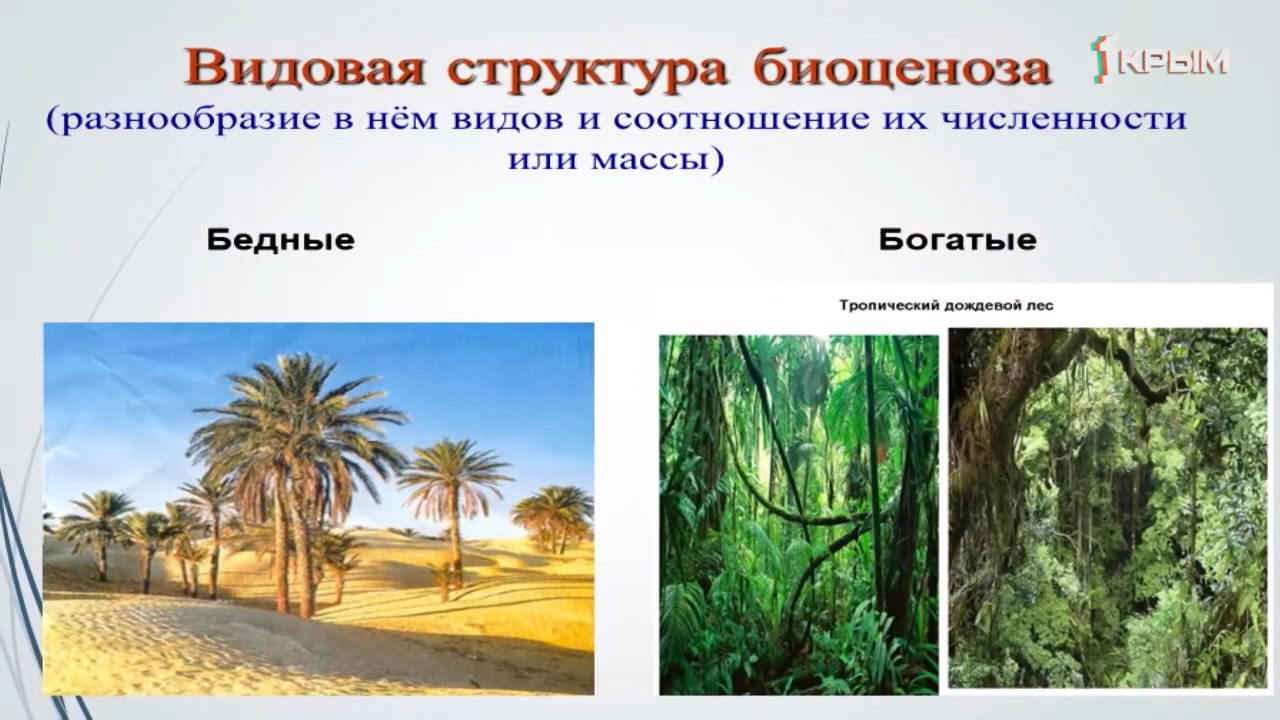 Видовая структура биоценоза
1КРЫМ
(разнообразие в нём видов и соотношение их численности
или массы)
Бедные
Богатые
Тропический дождевой лес